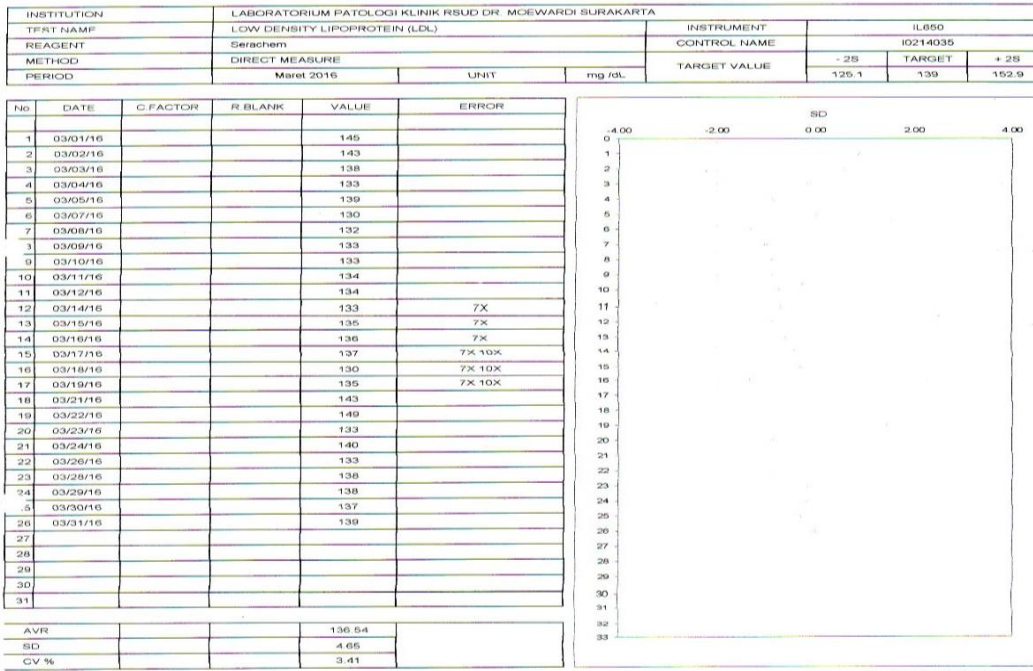 INSTITUTION LABORATORIUM PATOLOGI KLINIK RSUD DR. MOEWARDI SURAKARTA
TEST NAME LOW DENSITY LIPOPROTEIN (LDL) INSTRUMENT IL650
REAGENT Serachem CONTROL NAME I0214035
METHOD DIRECT MEASURE TARGET VALUE - 2S TARGET + 2S
PERIOD Maret 2016 UNIT mg /dL 125.1 139 152.9
No DATE C.FACTOR R.BLANK VALUE ERROR
1 03/01/16 145
2 03/02/16 143
3 03/03/16 138
4 03/04/16 133
5 03/05/16 139
6 03/07/16 130
7 03/08/16 132
03/09/16 133
9 03/10/16 133
10 03/11/16 134
11 03/12/16 134
12 03/14/16 133 7X
13 03/15/16 135 7X
14 03/16/16 136 7X
15 03/17/16 137 7X 10X
16 03/18/16 130 7X 10X
17 03/19/16 135 7X 10X
18 03/21/16 143
19 03/22/16 149
20 03/23/16 133
21 03/24/16 140
22 03/26/16 133
23 03/28/16 138
24 03/29/16 138
.5 03/30/16 137
26 03/31/16 139
27
28
29
30
31
AVR 136.54
SD 4.65
CV % 3.41
SD
-4.00 -2.00 0.00 2.00 4.00
0
1
2
3
4
5
6
7
8
9
10
11
12
13
14
15
16
17
18
19
20
21
22
23
24
25
26
27
28
29
30
31
32
33